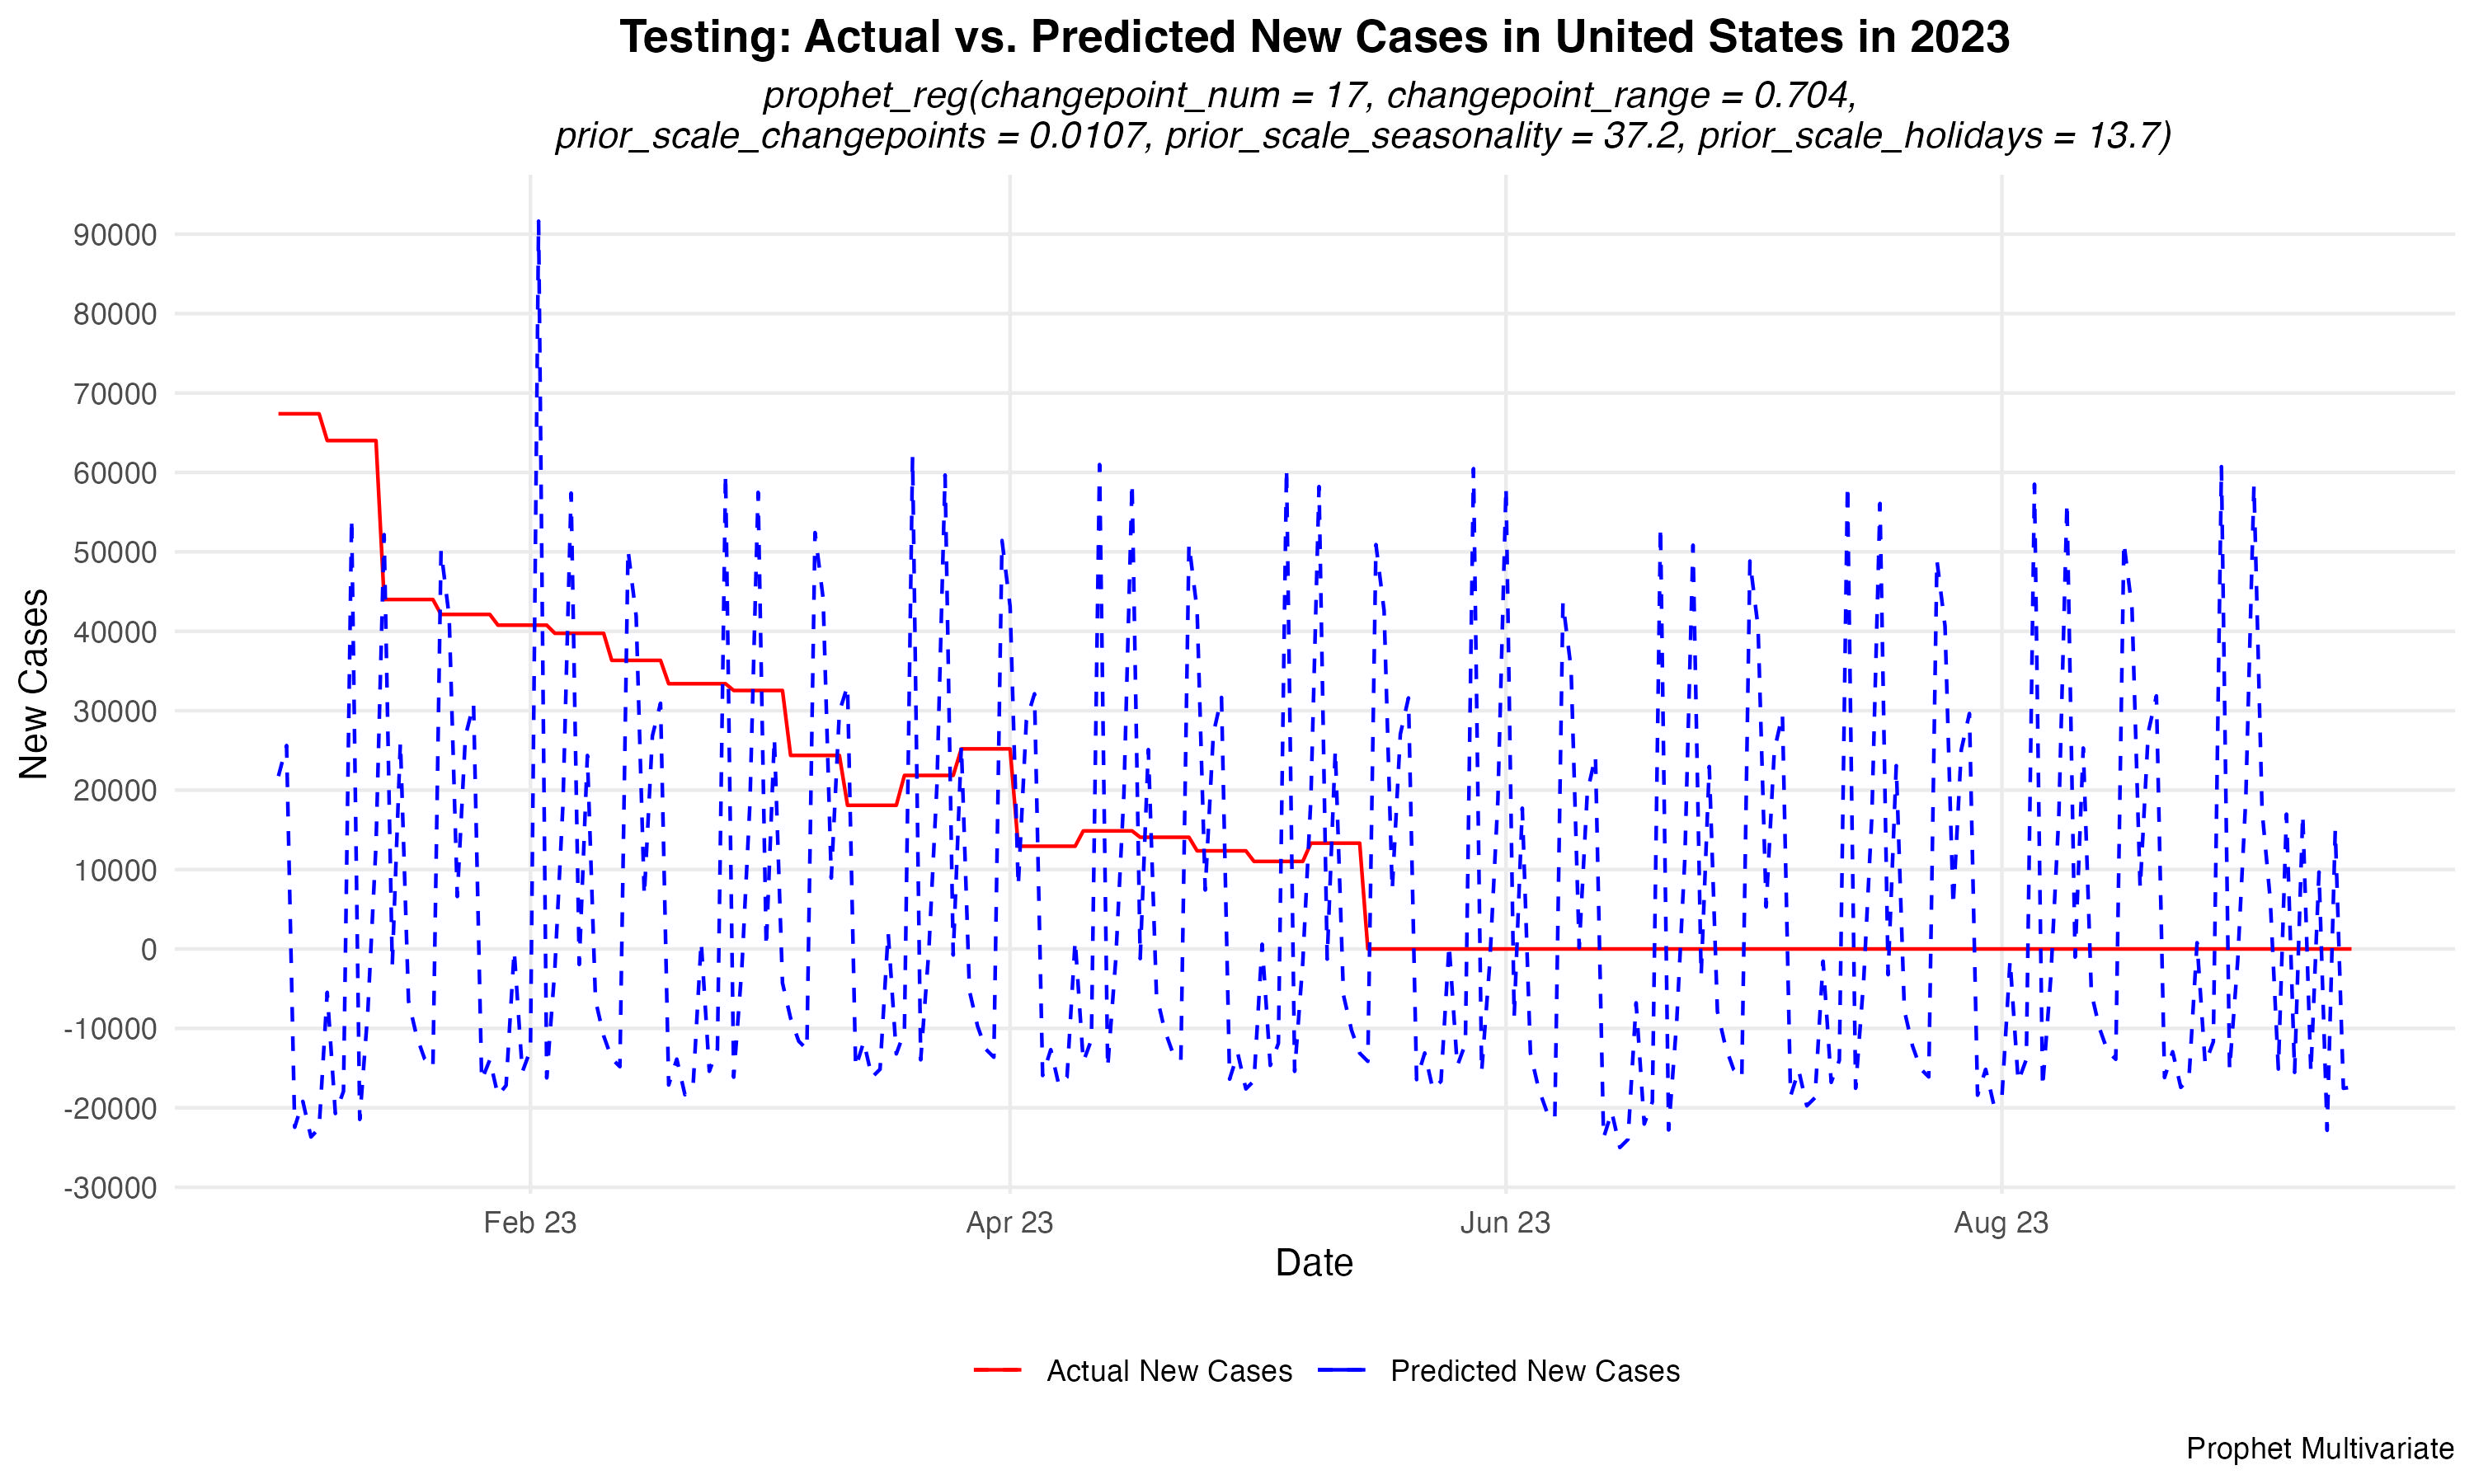 Testing: Actual vs. Predicted New Cases in United States in 2023
prophet_reg(changepoint_num = 17, changepoint_range = 0.704,
prior_scale_changepoints = 0.0107, prior_scale_seasonality = 37.2, prior_scale_holidays = 13.7)
New Cases
90000
80000
70000
60000
50000
40000
30000
20000
10000
0
-10000
-20000
-30000
Feb 23 Apr 23 Jun 23 Aug 23
Date
Actual New Cases Predicted New Cases
Prophet Multivariate